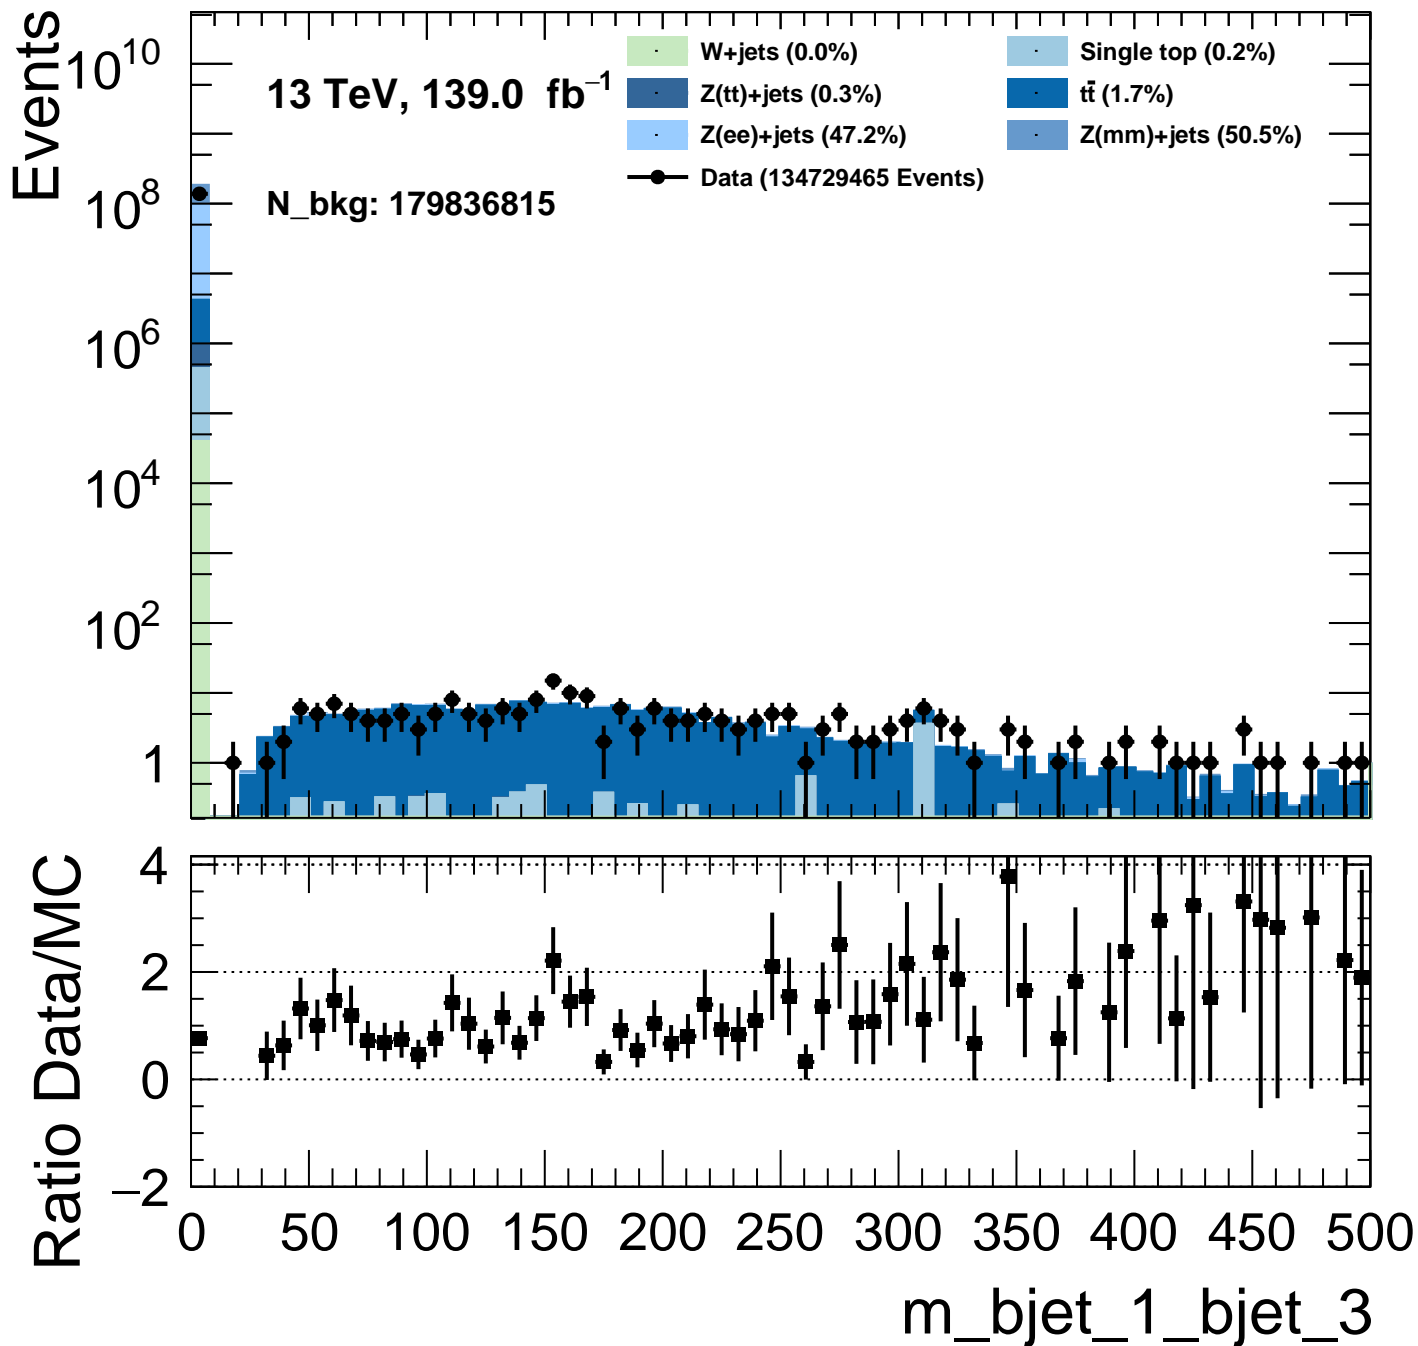 Events
10^10
10^8
10^6
10^4
10^2
1
13 TeV, 139.0 fb^−1
N_bkg: 179836815
W+jets (0.0%)
Single top (0.2%)
Z(tt)+jets (0.3%)
tt̄ (1.7%)
Z(ee)+jets (47.2%)
Z(mm)+jets (50.5%)
Data (134729465 Events)
Ratio Data/MC
4
2
0
−2
0 50 100 150 200 250 300 350 400 450 500
m_bjet_1_bjet_3